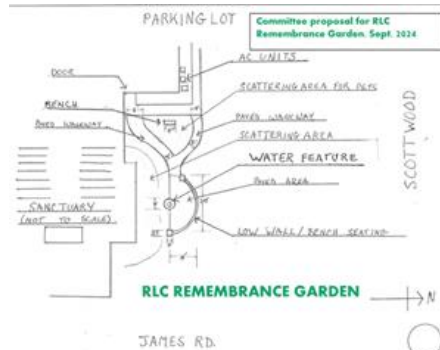 PARKING LOT
Committee proposal for RLC
Remembrance Garden. Sept. 2024
AC UNITS
DOOR
SCATTERING AREA FOR PETS
BENCH
PAVED WALKWAY
PAVED WALKWAY
SCATTERING AREA
WATER FEATURE
PAVED AREA
SCOTTWOOD
SANCTUARY
(NOT TO SCALE)
LOW WALL/BENCH SEATING
RLC REMEMBRANCE GARDEN
N
JAMES RD.